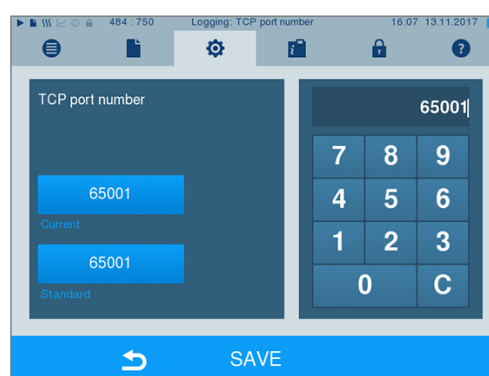 484 : 750 Logging: TCP port number 16:07 13.11.2017
i ?
TCP port number
65001
65001
Current
65001
Standard
7 8 9
4 5 6
1 2 3
0 C
SAVE